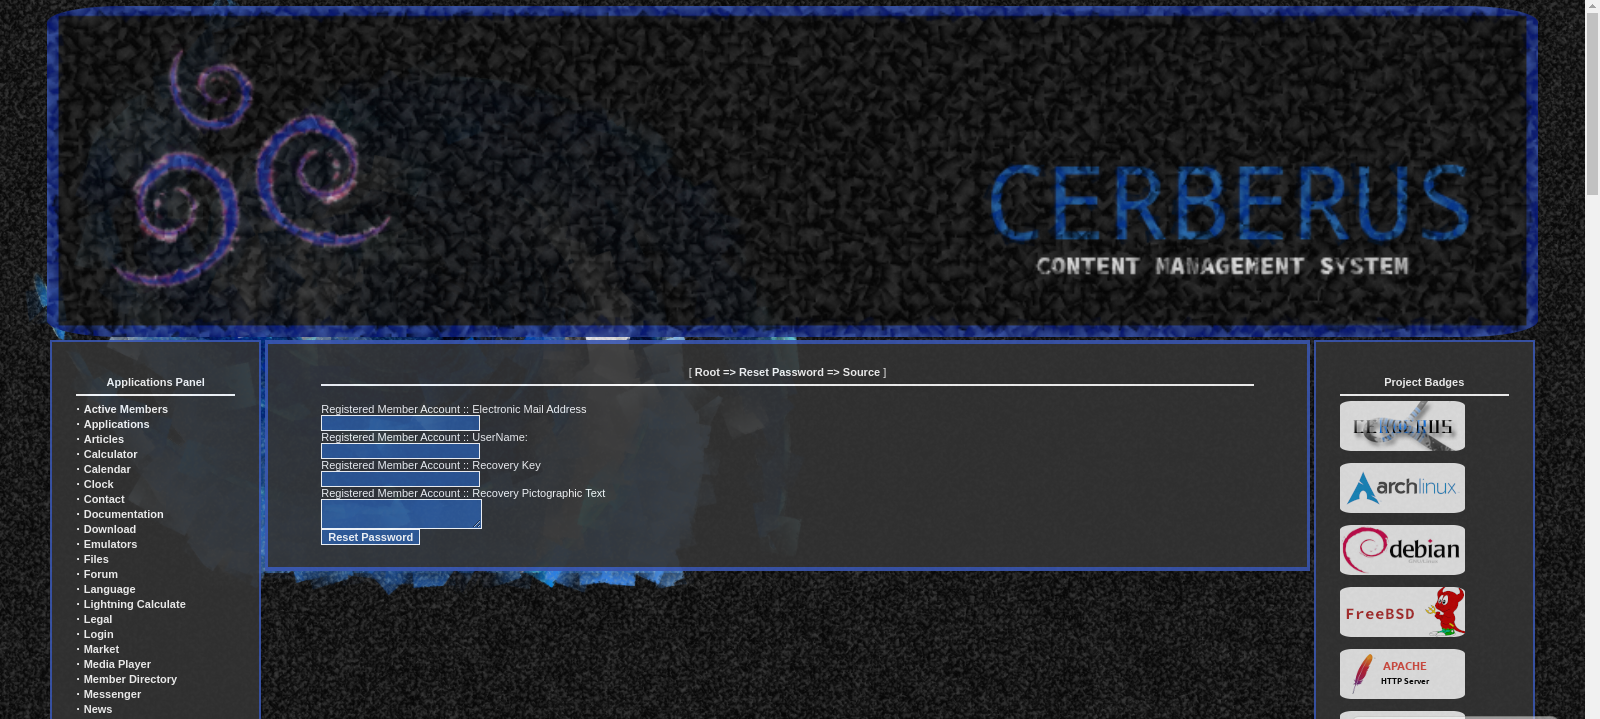 CERBERUS
CONTENT MANAGEMENT SYSTEM
Applications Panel
· Active Members
· Applications
· Articles
· Calculator
· Calendar
· Clock
· Contact
· Documentation
· Download
· Emulators
· Files
· Forum
· Language
· Lightning Calculate
· Legal
· Login
· Market
· Media Player
· Member Directory
· Messenger
· News
[ Root => Reset Password => Source ]
Registered Member Account :: Electronic Mail Address
Registered Member Account :: UserName:
Registered Member Account :: Recovery Key
Registered Member Account :: Recovery Pictographic Text
Reset Password
Project Badges
CERBERUS
archlinux
debian
FreeBSD
APACHE
HTTP Server